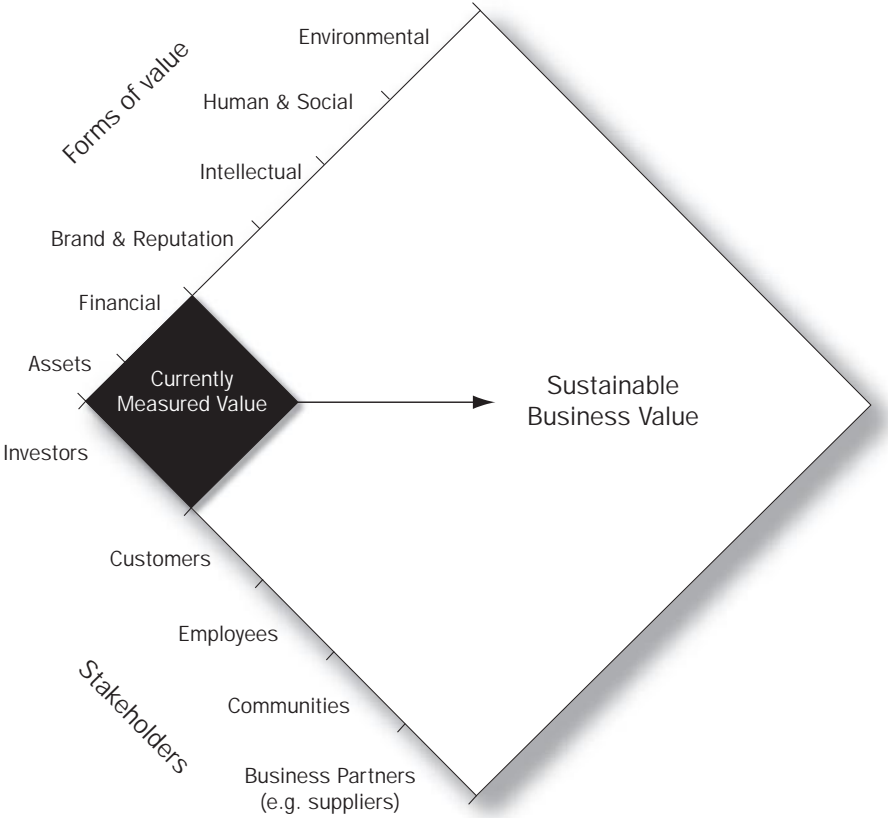 Forms of value
Environmental
Human & Social
Intellectual
Brand & Reputation
Financial
Assets
Currently
Measured Value
Sustainable
Business Value
Investors
Customers
Employees
Communities
Business Partners
(e.g. suppliers)
Stakeholders